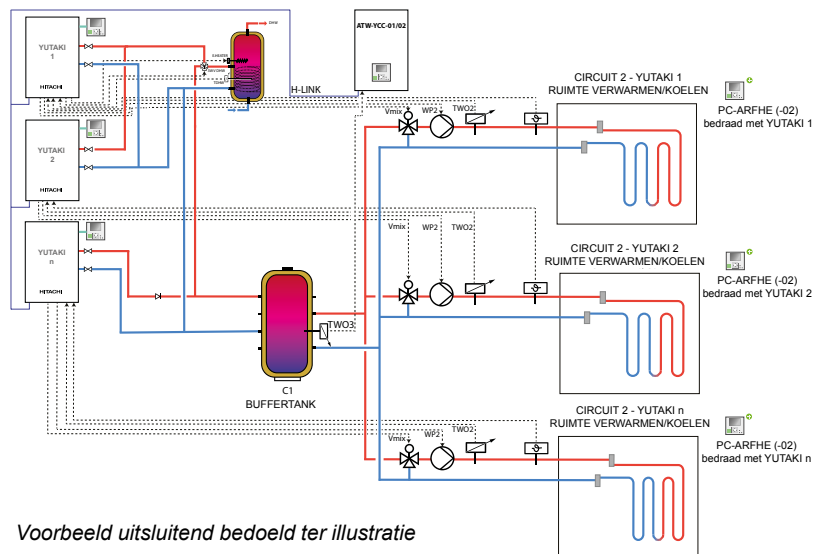 YUTAKI
1
HITACHI
YUTAKI
2
HITACHI
YUTAKI
n
HITACHI
DHW
H-LINK
ATW-YCC-01/02
Vmix
WP2
TWO2
CIRCUIT 2 - YUTAKI 1
RUIMTE VERWARMEN/KOELEN
PC-ARFHE (-02)
bedraad met YUTAKI 1
Vmix
WP2
TWO2
CIRCUIT 2 - YUTAKI 2
RUIMTE VERWARMEN/KOELEN
PC-ARFHE (-02)
bedraad met YUTAKI 2
TWO3
C1
BUFFERTANK
Vmix
WP2
TWO2
CIRCUIT 2 - YUTAKI n
RUIMTE VERWARMEN/KOELEN
PC-ARFHE (-02)
bedraad met YUTAKI n
Voorbeeld uitsluitend bedoeld ter illustratie